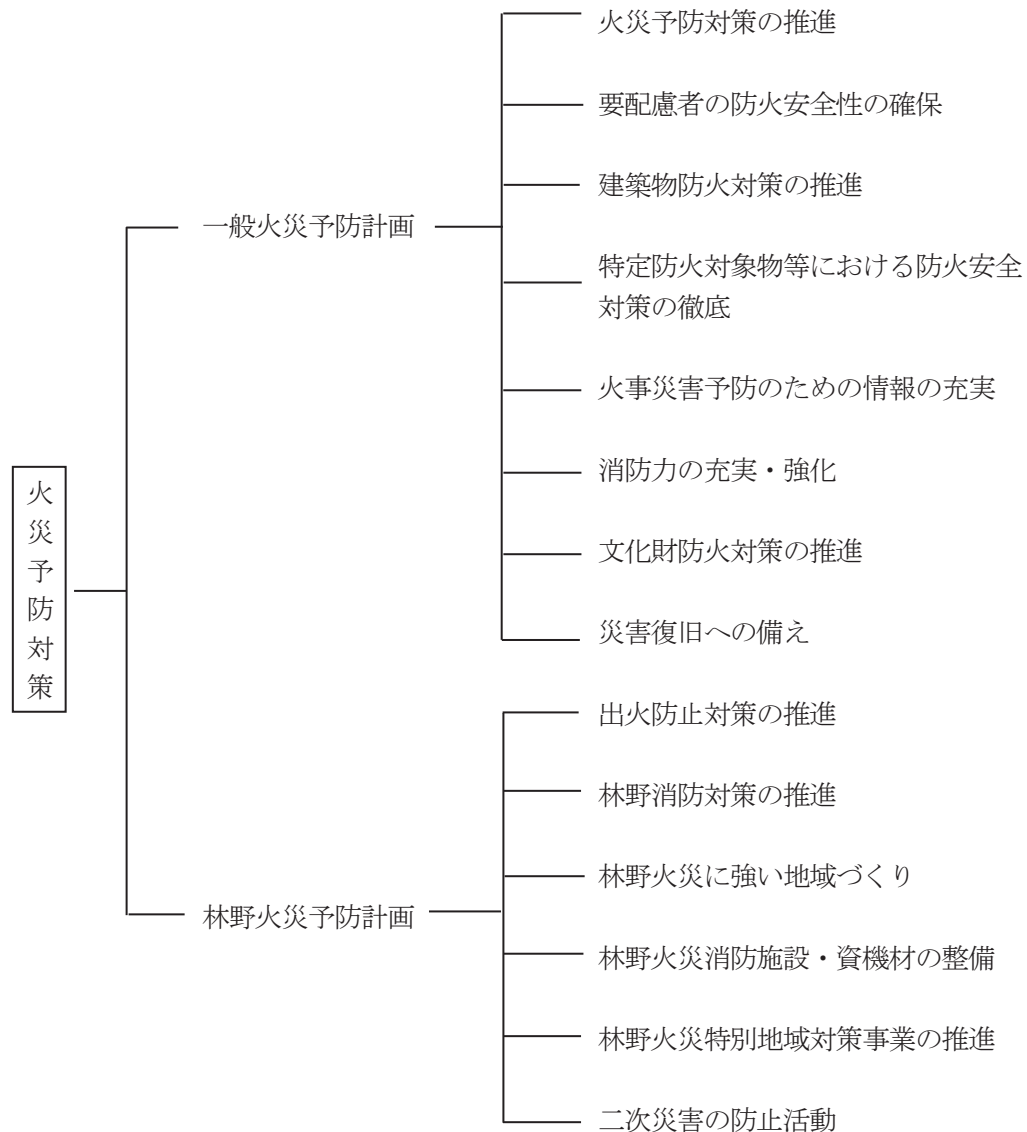 火災予防対策
一般火災予防計画
火災予防対策の推進
要配慮者の防火安全性の確保
建築物防火対策の推進
特定防火対象物等における防火安全
対策の徹底
火事災害予防のための情報の充実
消防力の充実・強化
文化財防火対策の推進
災害復旧への備え
林野火災予防計画
出火防止対策の推進
林野消防対策の推進
林野火災に強い地域づくり
林野火災消防施設・資機材の整備
林野火災特別地域対策事業の推進
二次災害の防止活動